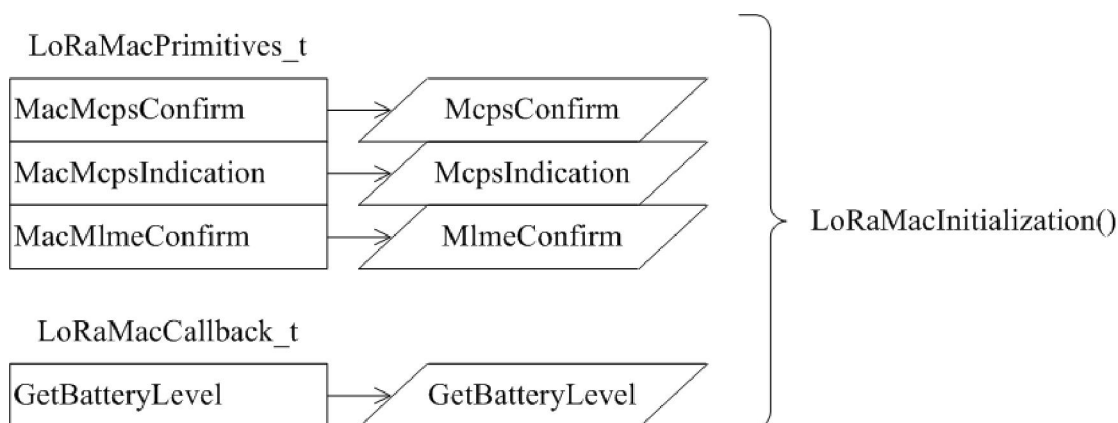 LoRaMacPrimitives_t
MacMcpsConfirm
McpsConfirm
MacMcpsIndication
McpsIndication
MacMlmeConfirm
MlmeConfirm
LoRaMacInitialization()
LoRaMacCallback_t
GetBatteryLevel
GetBatteryLevel